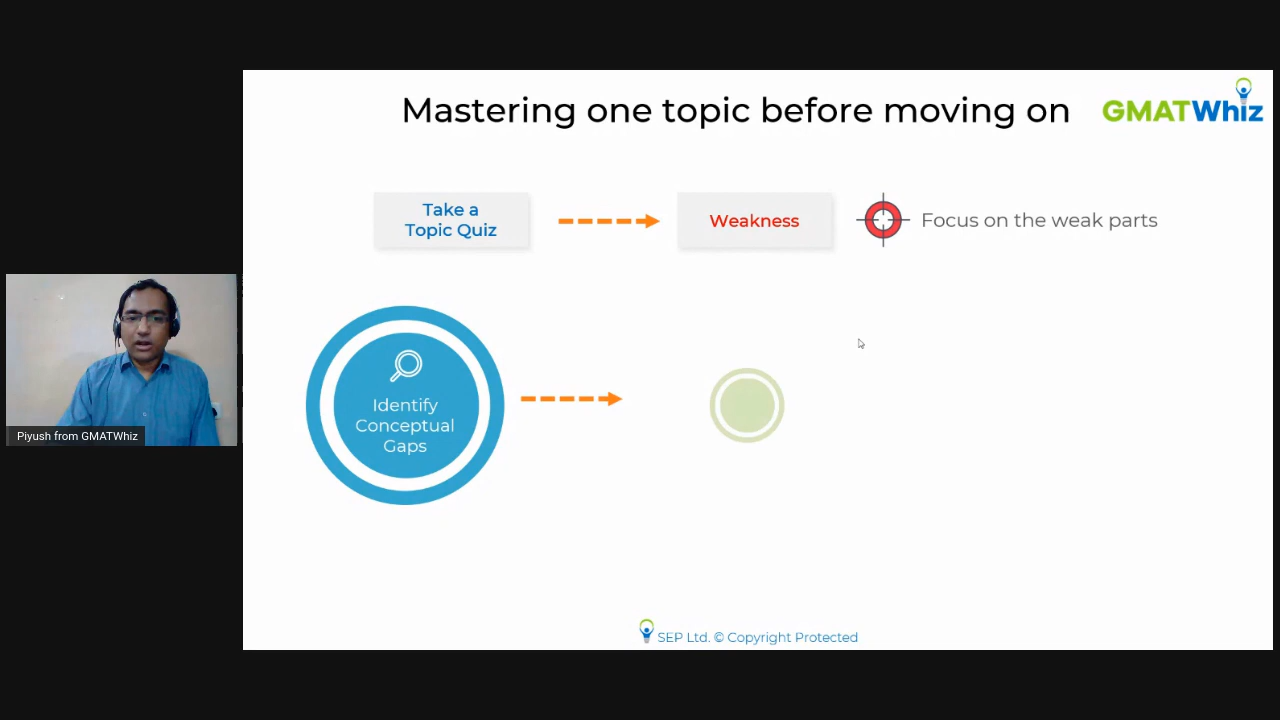 Mastering one topic before moving on
GMATWhiz
Take a
Topic Quiz
Weakness
Focus on the weak parts
Identify
Conceptual
Gaps
Piyush from GMATWhiz
SEP Ltd. © Copyright Protected